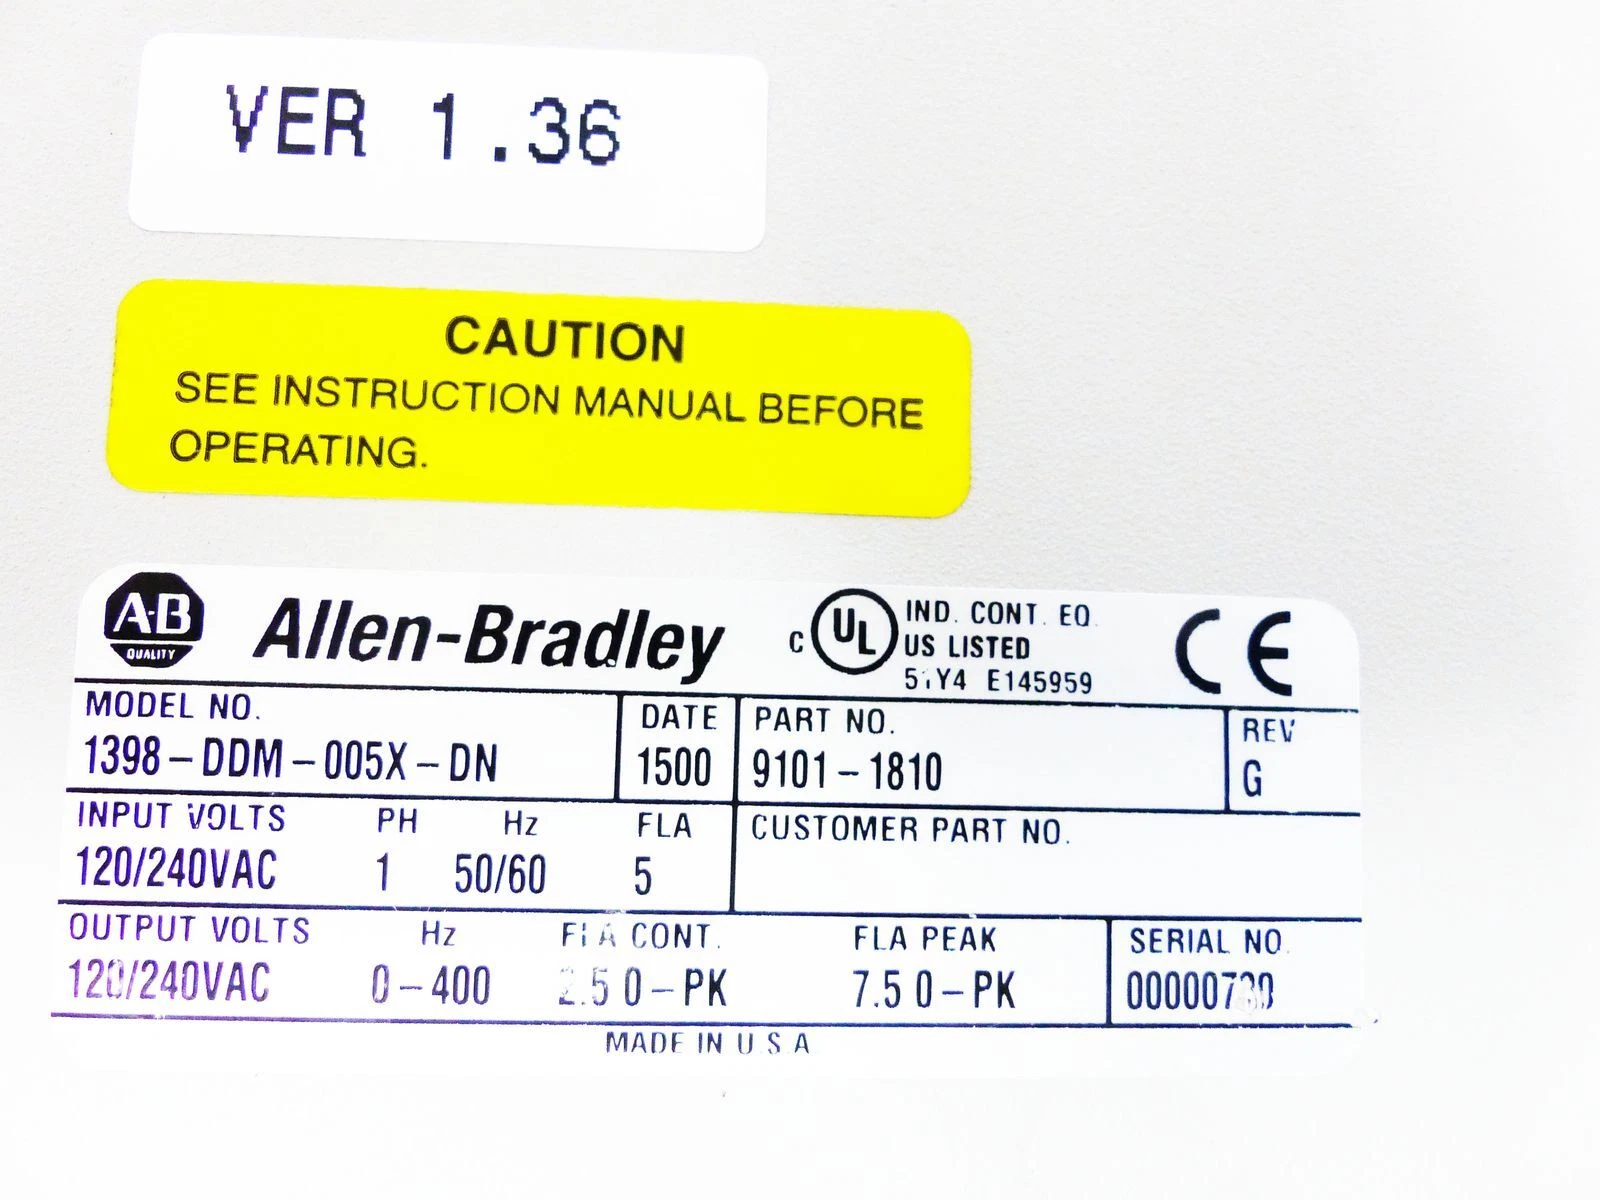 VER 1.36
CAUTION
SEE INSTRUCTION MANUAL BEFORE
OPERATING.
A-B
QUALITY
Allen-Bradley
C UL
IND. CONT. EQ.
US LISTED
E145959
CE
MODEL NO.
1398-DDM-005X-DN
DATE
1500
PART NO.
9101-1810
REV
G
INPUT VOLTS PH Hz FLA
120/240VAC 1 50/60 5
CUSTOMER PART NO.
OUTPUT VOLTS Hz FLA CONT. FLA PEAK
120/240VAC 0-400 2.5 0-PK 7.5 0-PK
SERIAL NO.
MADE IN U.S.A.